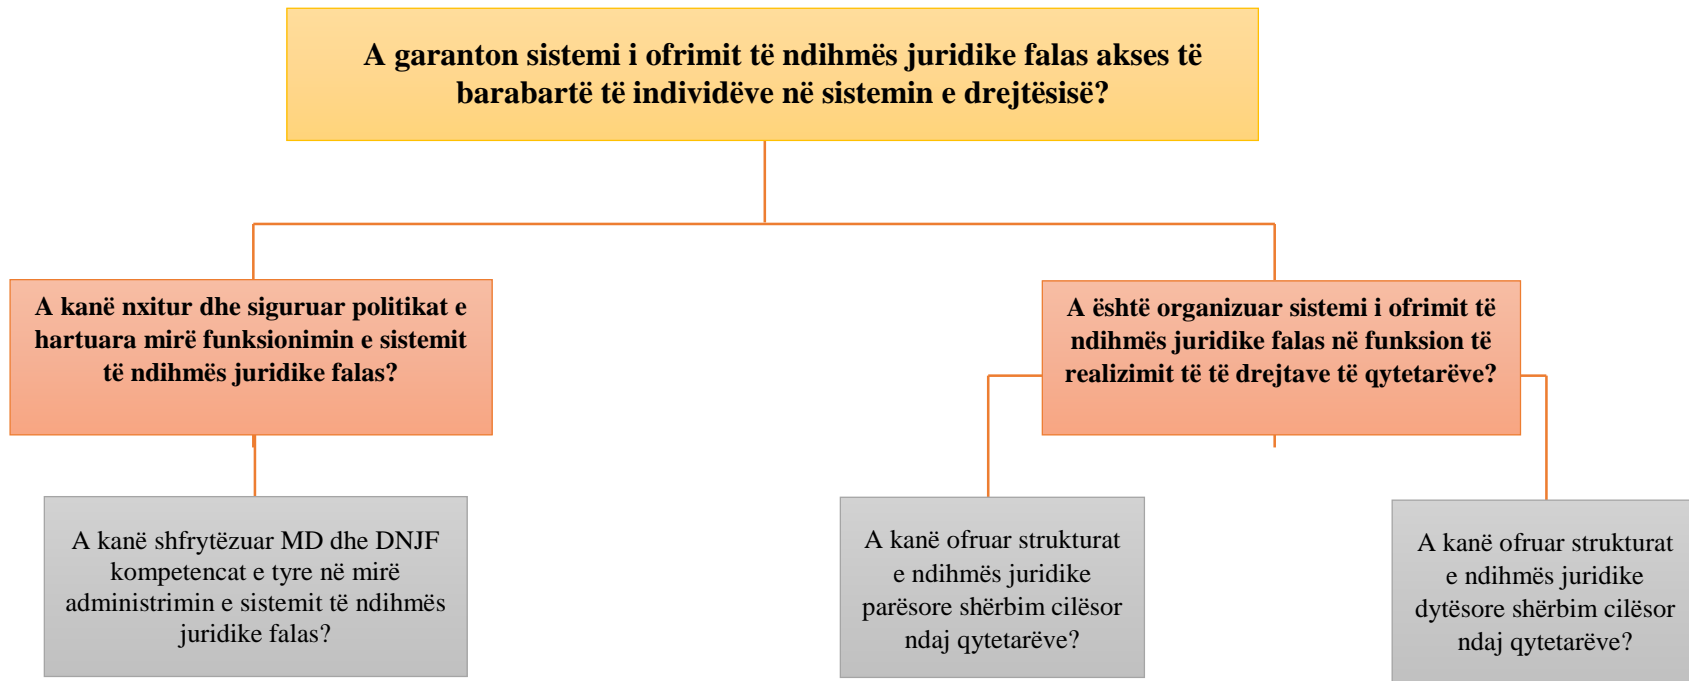 A garanton sistemi i ofrimit të ndihmës juridike falas akses të
barabartë të individëve në sistemin e drejtësisë?
A kanë nxitur dhe siguruar politikat e
hartuara mirë funksionimin e sistemit
të ndihmës juridike falas?
A është organizuar sistemi i ofrimit të
ndihmës juridike falas në funksion të
realizimit të të drejtave të qytetarëve?
A kanë shfrytëzuar MD dhe DNJF
kompetencat e tyre në mirë
administrimin e sistemit të ndihmës
juridike falas?
A kanë ofruar strukturat
e ndihmës juridike
parësore shërbim cilësor
ndaj qytetarëve?
A kanë ofruar strukturat
e ndihmës juridike
dytësore shërbim cilësor
ndaj qytetarëve?